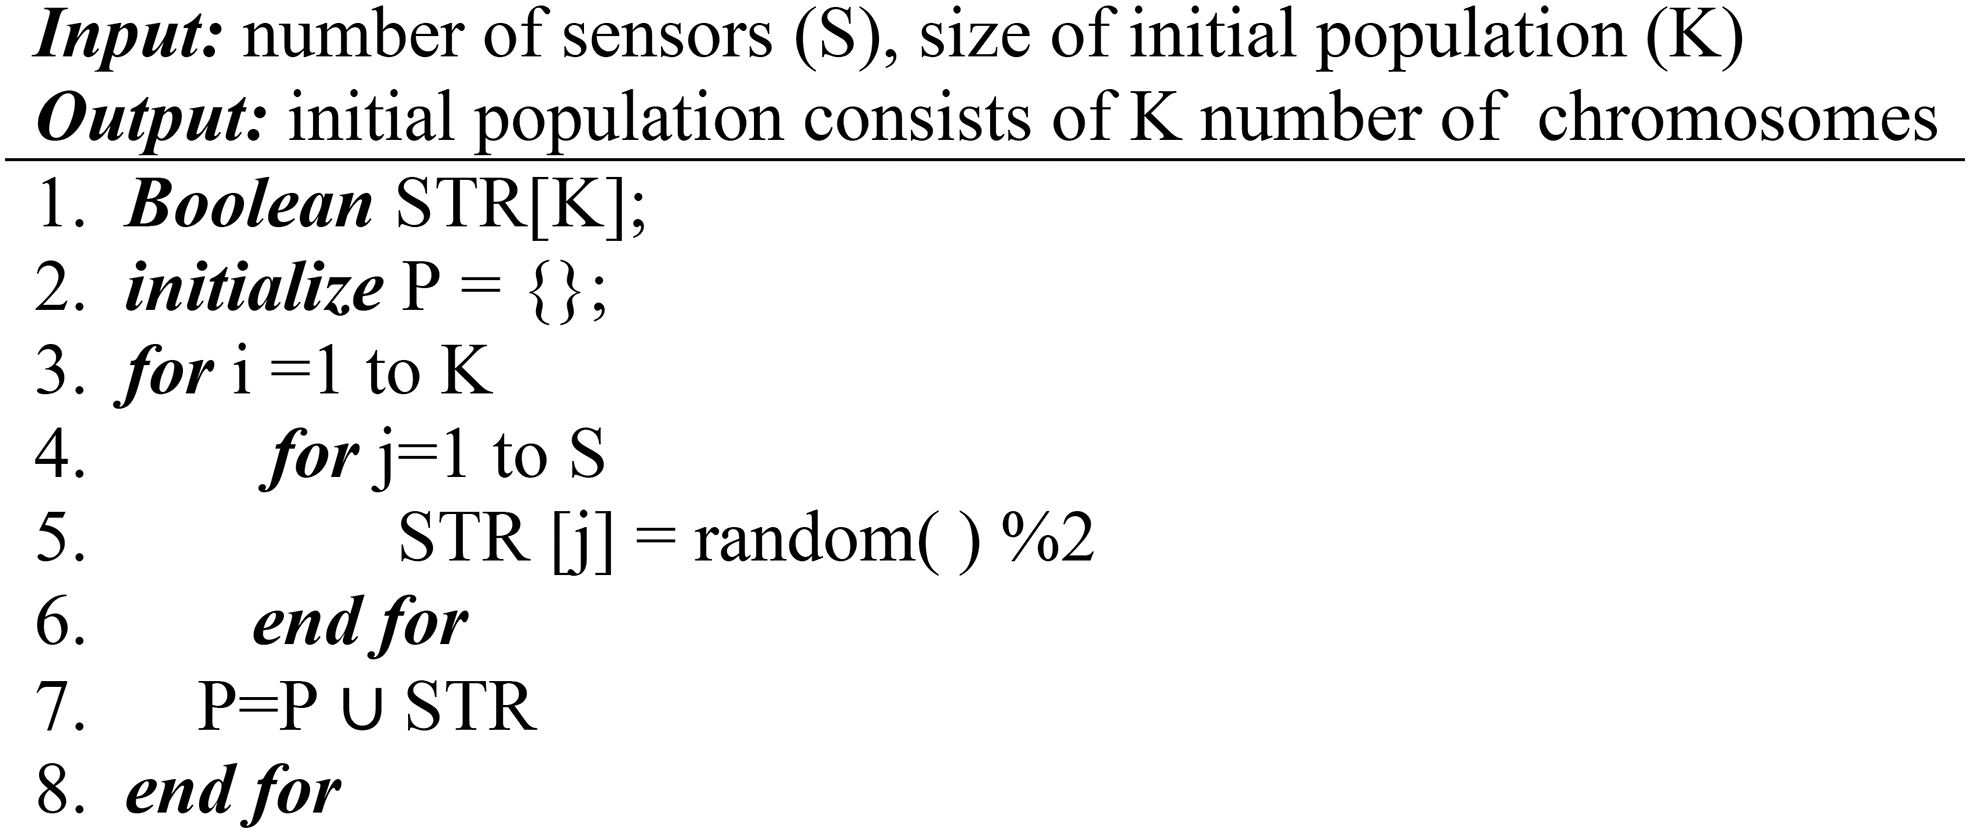 Input: number of sensors (S), size of initial population (K)
Output: initial population consists of K number of chromosomes
1. Boolean STR[K];
2. initialize P = {};
3. for i =1 to K
4. for j=1 to S
5. STR [j] = random( ) %2
6. end for
7. P=P ∪ STR
8. end for